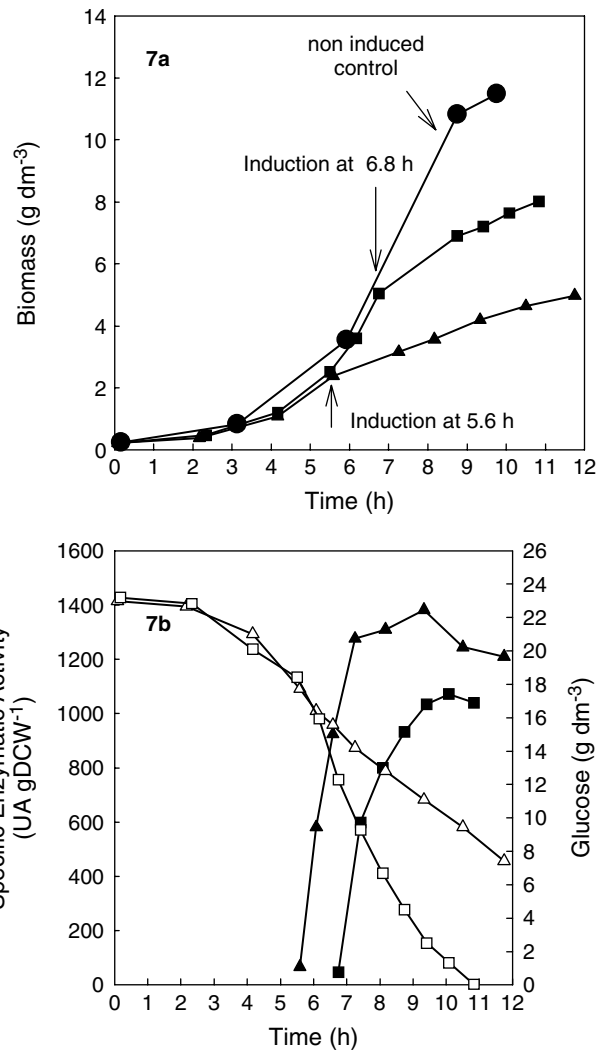 14
12
10
8
6
4
2
0
Biomass (g dm-3)
7a
non induced
control
Induction at 6.8 h
Induction at 5.6 h
0 1 2 3 4 5 6 7 8 9 10 11 12
Time (h)
1600
1400
1200
1000
800
600
400
200
0
Specific Enzymatic Activity
(UA gDCW-1)
7b
26
24
22
20
18
16
14
12
10
8
6
4
2
0
Glucose (g dm-3)
0 1 2 3 4 5 6 7 8 9 10 11 12
Time (h)